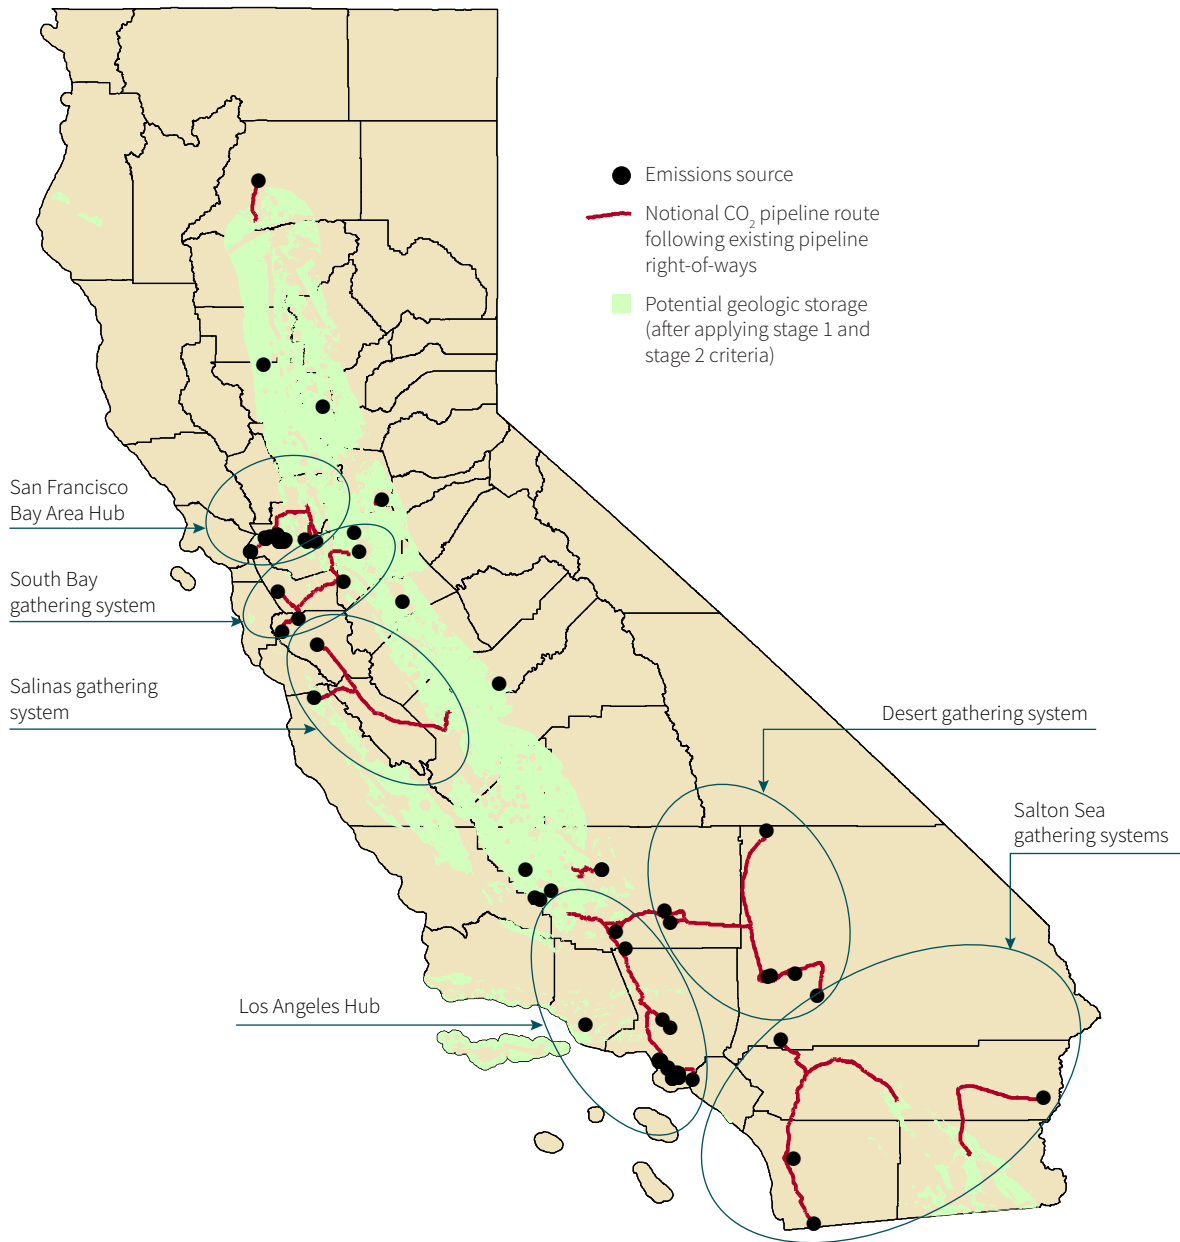 Emissions source
Notional CO₂ pipeline route
following existing pipeline
right-of-ways
Potential geologic storage
(after applying stage 1 and
stage 2 criteria)
San Francisco
Bay Area Hub
South Bay
gathering system
Salinas gathering
system
Desert gathering system
Salton Sea
gathering systems
Los Angeles Hub